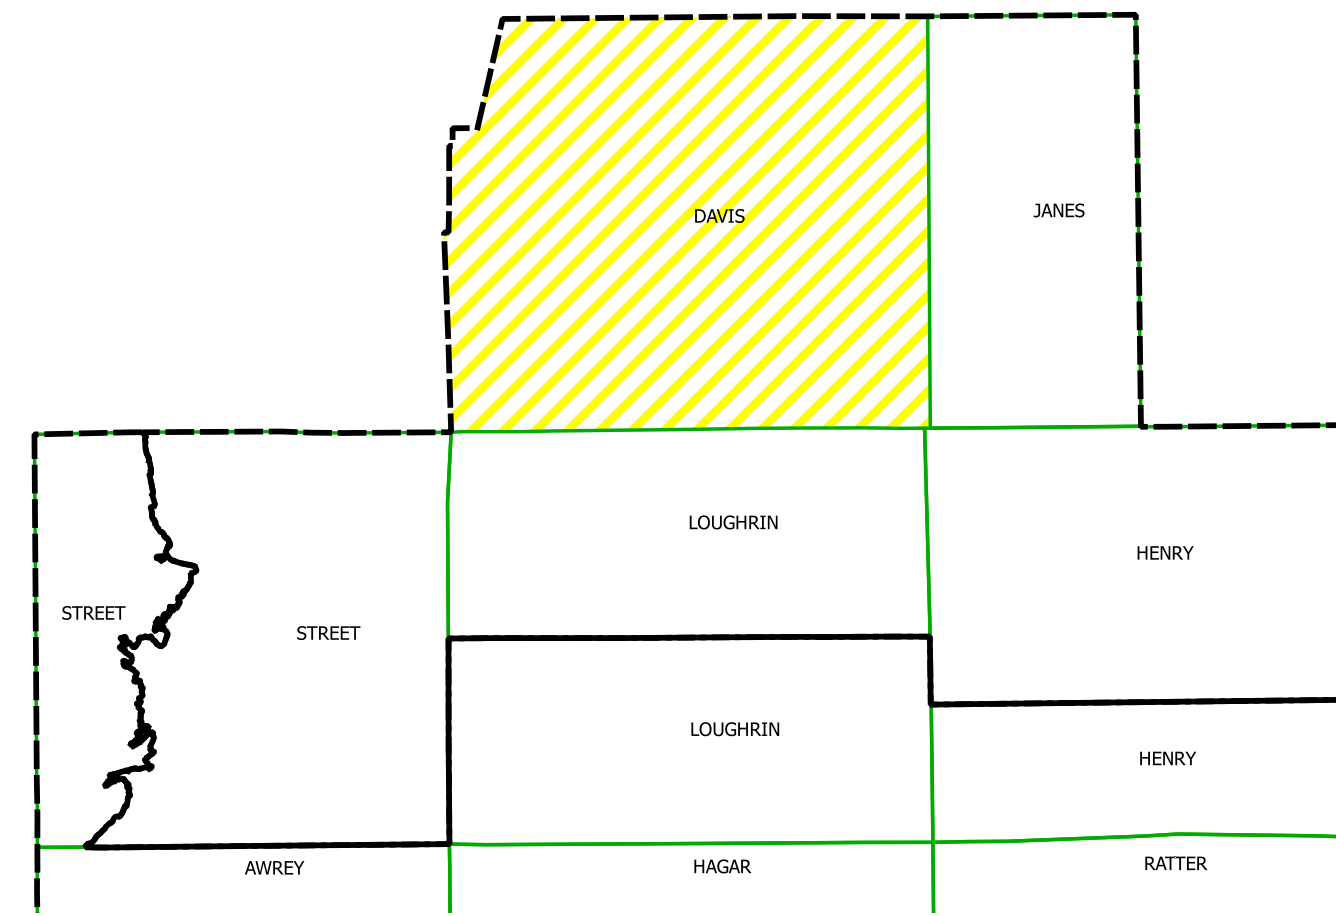 JANES
DAVIS
LOUGHRIN
HENRY
STREET
STREET
LOUGHRIN
HENRY
AWREY
HAGAR
RATTER